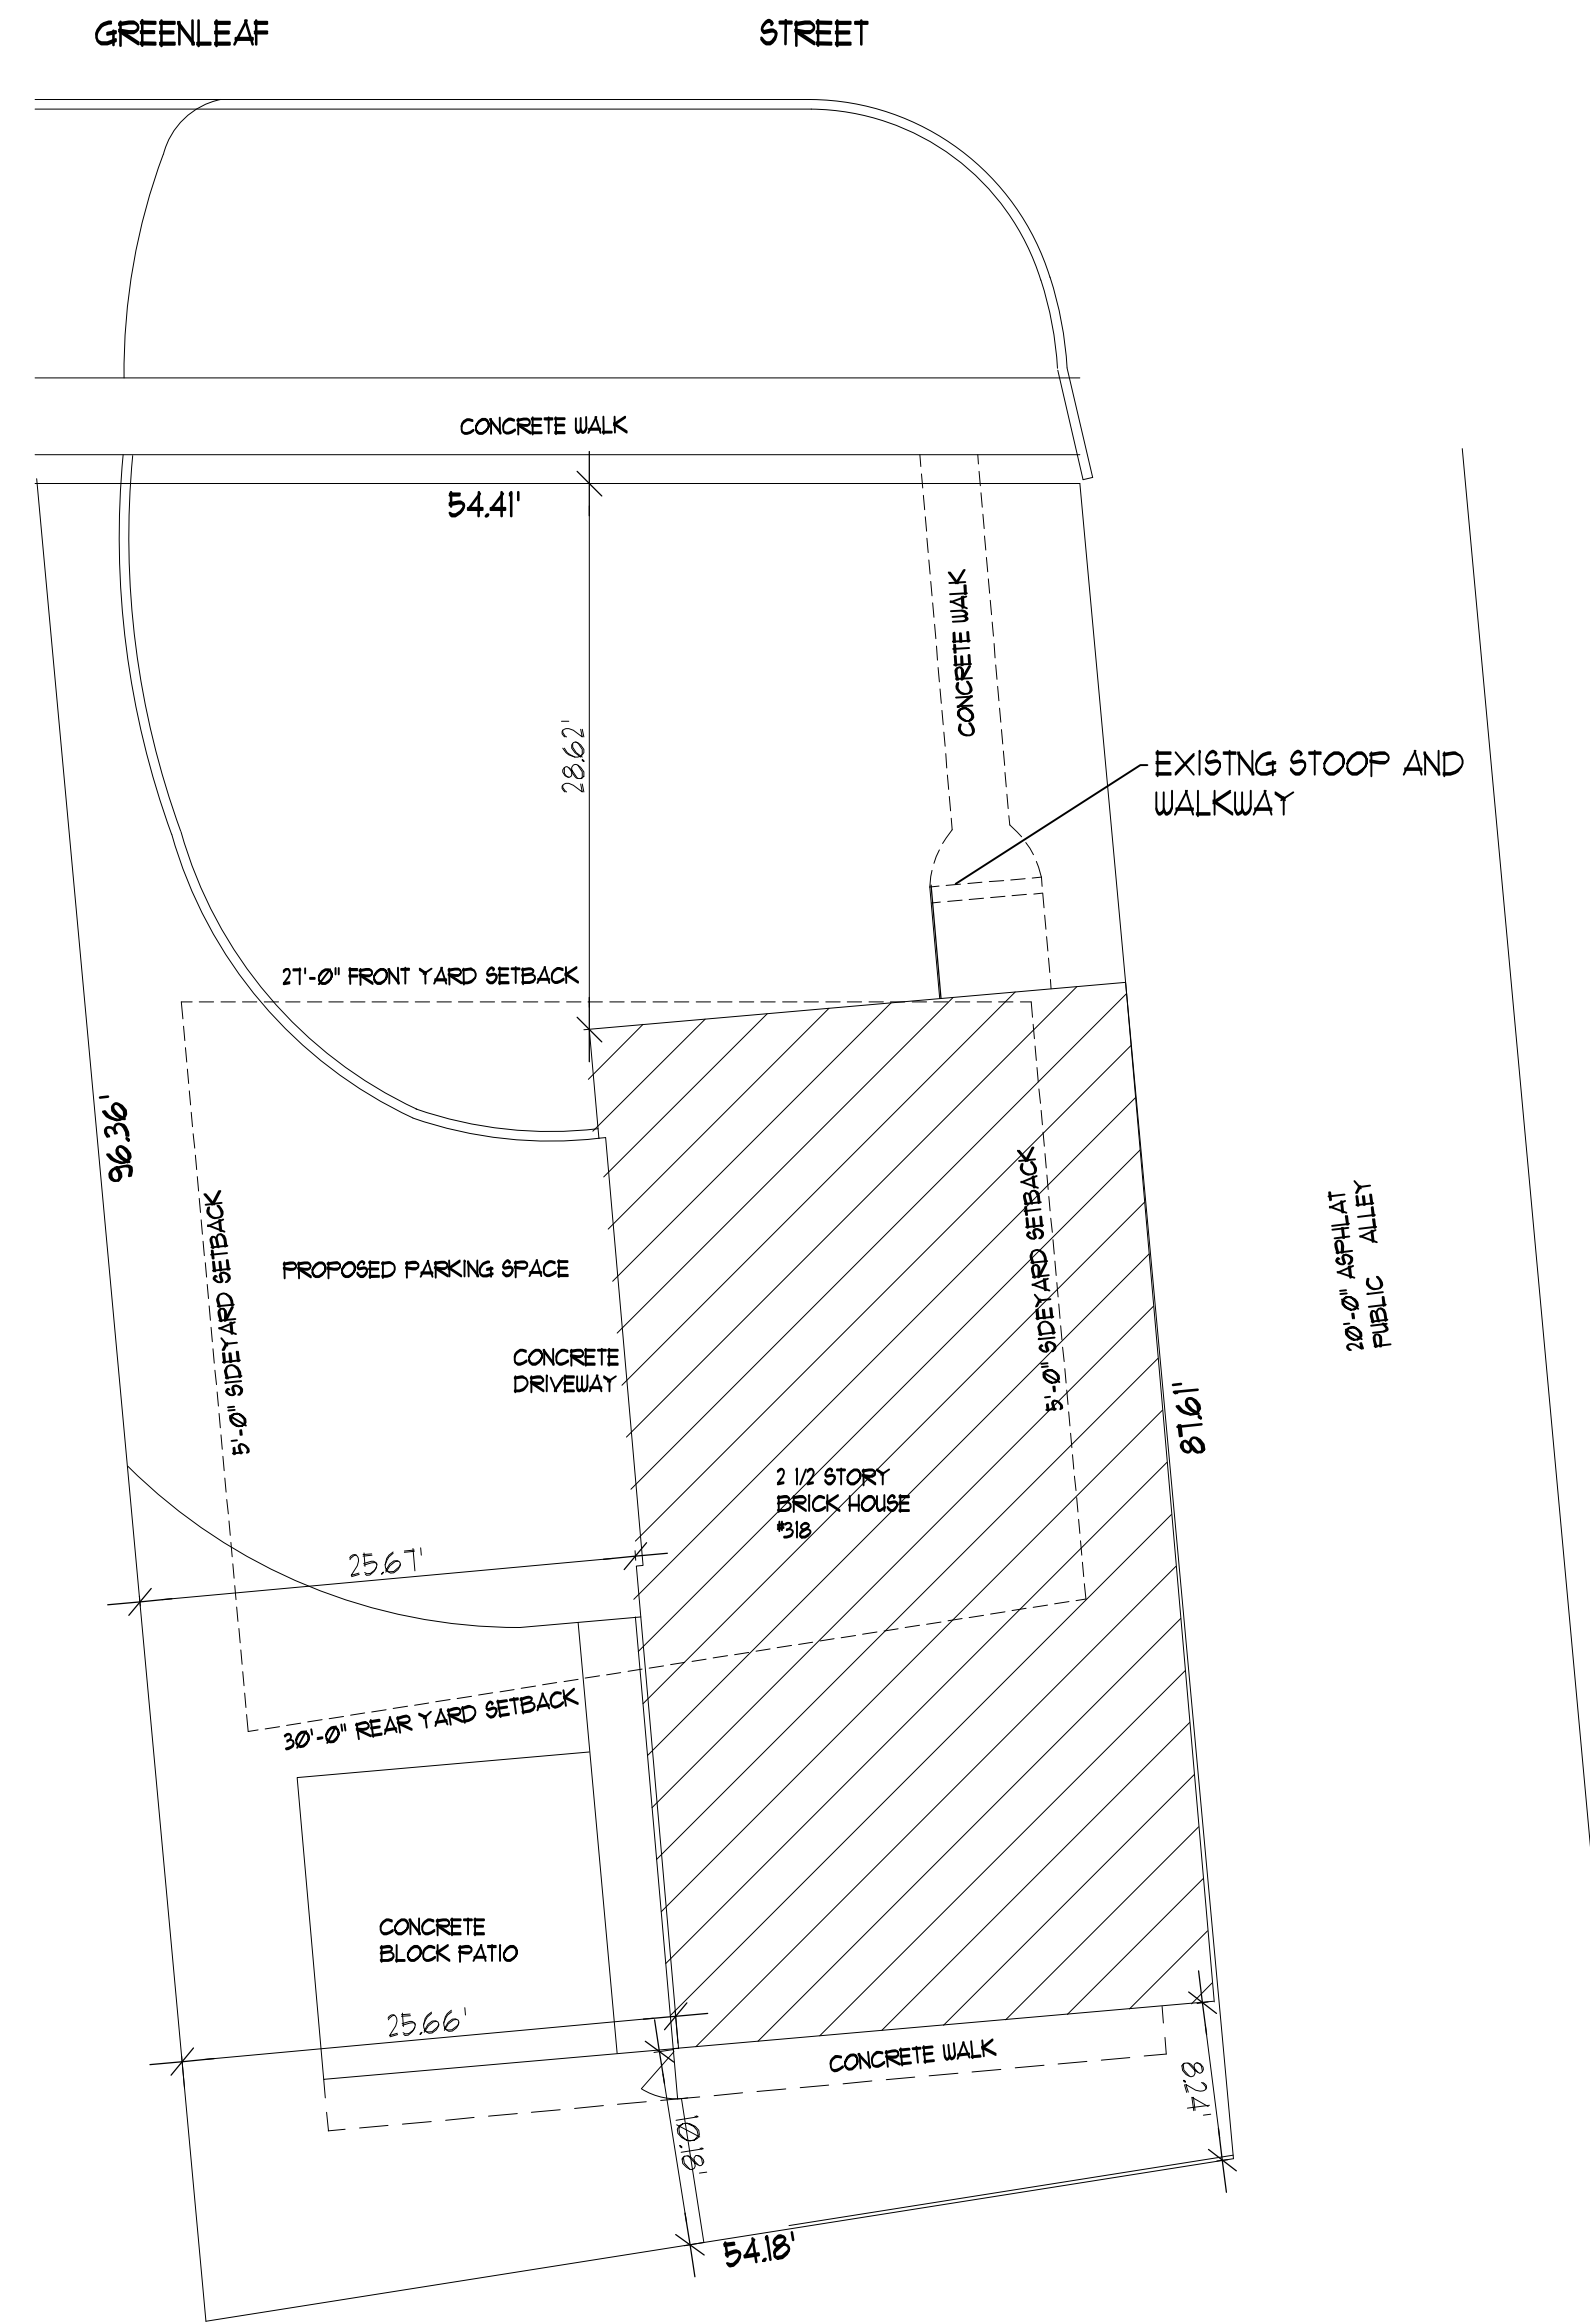 GREENLEAF STREET
CONCRETE WALK
54.41'
CONCRETE WALK
28.62'
EXISTNG STOOP AND
WALKWAY
27'-0" FRONT YARD SETBACK
96.36'
5'-0" SIDEYARD SETBACK
PROPOSED PARKING SPACE
CONCRETE
DRIVEWAY
5'-0" SIDEYARD SETBACK
20'-0" ASPHLAT
PUBLIC ALLEY
87.61'
2 1/2 STORY
BRICK HOUSE
#318
25.67'
30'-0" REAR YARD SETBACK
CONCRETE
BLOCK PATIO
25.66'
CONCRETE WALK
8.24'
10.18'
54.18'